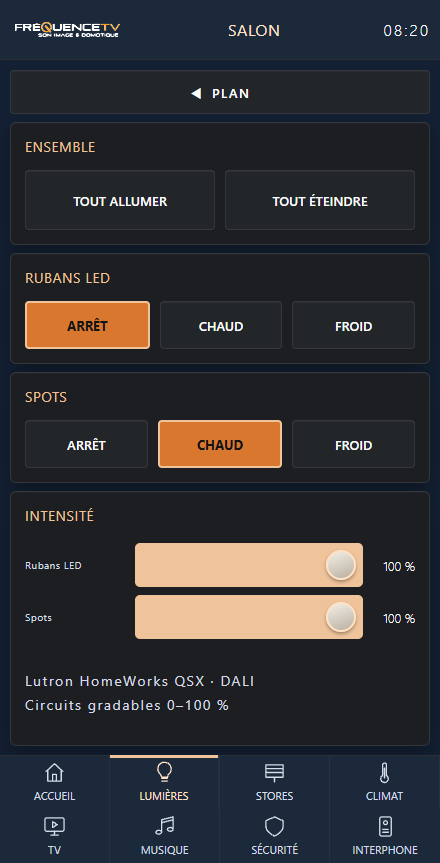 FRÉQUENCETV
SON IMAGE & DOMOTIQUE
SALON
08:20
◀ PLAN
ENSEMBLE
TOUT ALLUMER
TOUT ÉTEINDRE
RUBANS LED
ARRÊT
CHAUD
FROID
SPOTS
ARRÊT
CHAUD
FROID
INTENSITÉ
Rubans LED
100 %
Spots
100 %
Lutron HomeWorks QSX · DALI
Circuits gradables 0–100 %
ACCUEIL
LUMIÈRES
STORES
CLIMAT
TV
MUSIQUE
SÉCURITÉ
INTERPHONE